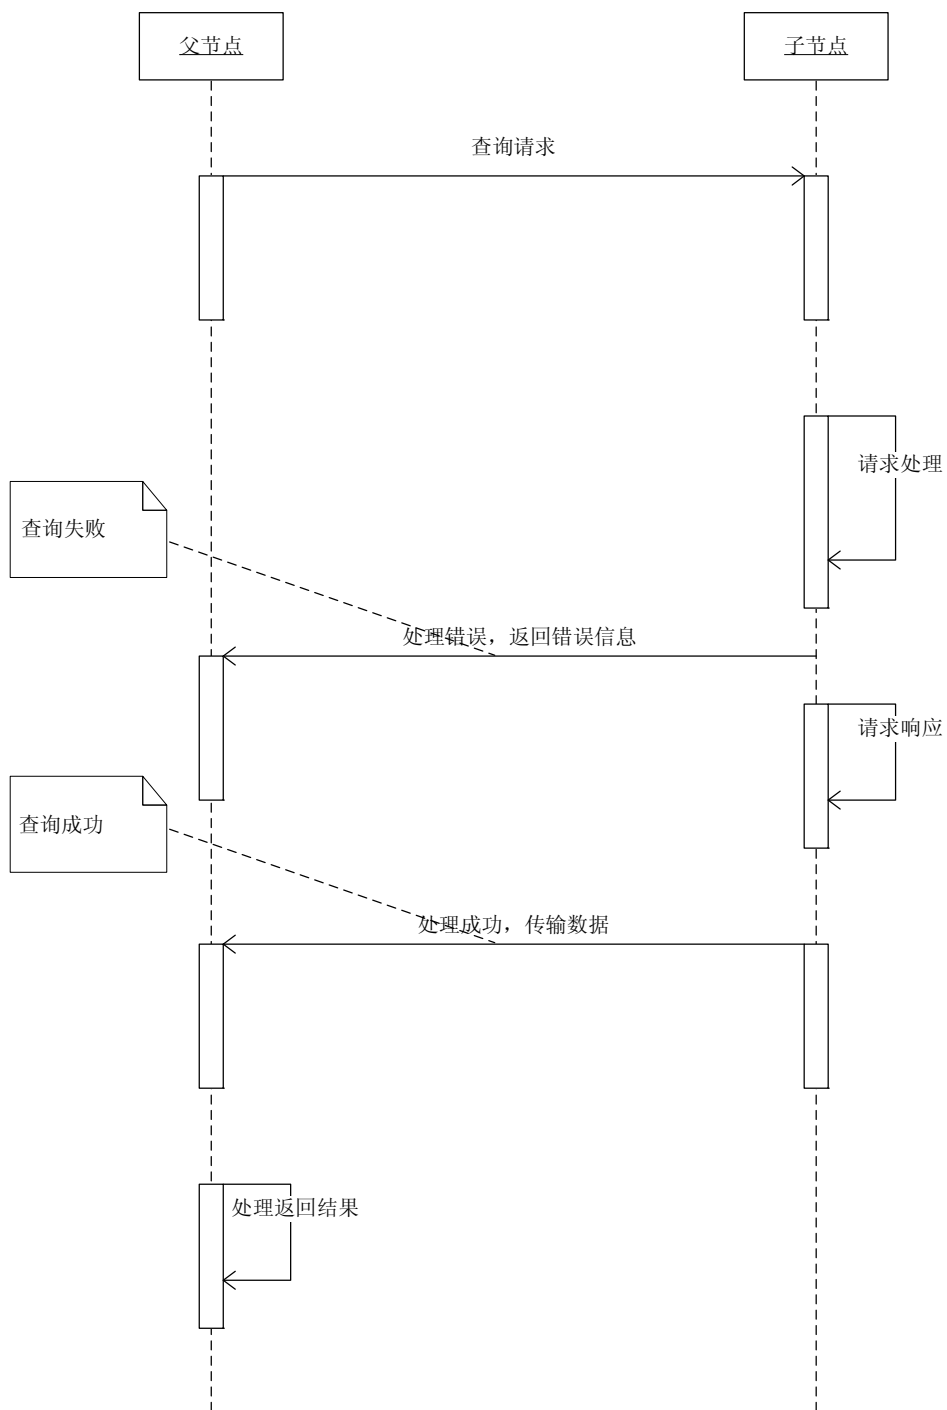 父节点
子节点
查询请求
请求处理
查询失败
处理错误，返回错误信息
请求响应
查询成功
处理成功，传输数据
处理返回结果